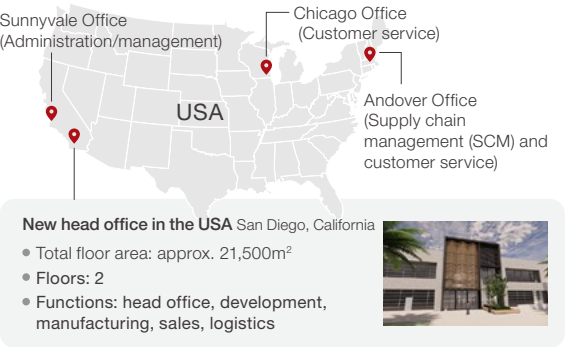 Sunnyvale Office
(Administration/management)
Chicago Office
(Customer service)
USA
Andover Office
(Supply chain
management (SCM) and
customer service)
New head office in the USA San Diego, California
• Total floor area: approx. 21,500m²
• Floors: 2
• Functions: head office, development,
manufacturing, sales, logistics